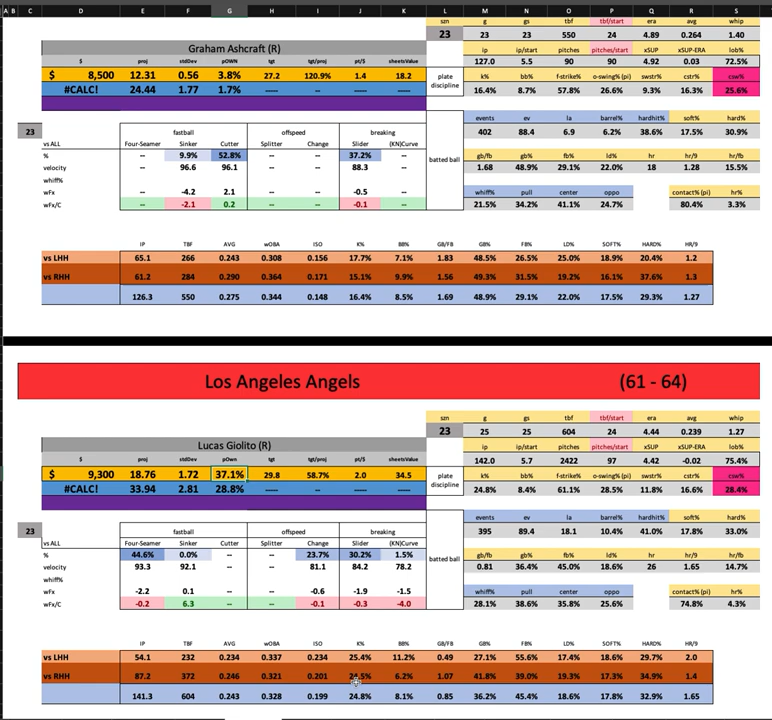 A B C D E F G H I J K L M N O P Q R S
szn g gs tbf tbf/start era avg whip
23 23 23 550 24 4.89 0.264 1.40
Graham Ashcraft (R) ip ip/start pitches pitches/start xSUP xSUP-ERA lob%
$ proj stdDev pOWN tgt tgt/proj pt/$ sheetsValue 127.0 5.5 90 90 4.92 0.03 72.5%
$ 8,500 12.31 0.56 3.8% 27.2 120.9% 1.4 18.2 plate discipline k% bb% f-strike% o-swing% (pi) swstr% cstr% csw%
#CALC! 24.44 1.77 1.7% ---- ---- -- ---- 16.4% 8.7% 57.8% 26.6% 9.3% 16.3% 25.6%
events ev la barrel% hardhit% soft% hard%
23 fastball offspeed breaking 402 88.4 6.9 6.2% 38.6% 17.5% 30.9%
vs ALL Four-Seamer Sinker Cutter Splitter Change Slider (KN)Curve batted ball
% -- 9.9% 52.8% -- -- 37.2% -- gb/fb gb% fb% ld% hr hr/9 hr/fb
velocity -- 96.6 96.1 -- -- 88.3 -- 1.68 48.9% 29.1% 22.0% 18 1.28 15.5%
whiff%
wFx -4.2 2.1 -0.5 whiff% pull center oppo contact% (pi) hr%
wFx/C -- -2.1 0.2 -- -- -0.1 -- 21.5% 34.2% 41.1% 24.7% 80.4% 3.3%
IP TBF AVG wOBA ISO K% BB% GB/FB GB% FB% LD% SOFT% HARD% HR/9
vs LHH 65.1 266 0.243 0.308 0.156 17.7% 7.1% 1.83 48.5% 26.5% 25.0% 18.9% 20.4% 1.2
vs RHH 61.2 284 0.290 0.364 0.171 15.1% 9.9% 1.56 49.3% 31.5% 19.2% 16.1% 37.6% 1.3
126.3 550 0.275 0.344 0.148 16.4% 8.5% 1.69 48.9% 29.1% 22.0% 17.5% 29.3% 1.27
Los Angeles Angels (61 - 64)
szn g gs tbf tbf/start era avg whip
23 25 25 604 24 4.44 0.239 1.27
Lucas Giolito (R) ip ip/start pitches pitches/start xSUP xSUP-ERA lob%
$ proj stdDev pOwn tgt tgt/proj pt/$ sheetsValue 142.0 5.7 2422 97 4.42 -0.02 75.4%
$ 9,300 18.76 1.72 37.1% 29.8 58.7% 2.0 34.5 plate discipline k% bb% f-strike% o-swing% (pi) swstr% cstr% csw%
#CALC! 33.94 2.81 28.8% ---- -- -- ---- 24.8% 8.4% 61.1% 28.5% 11.8% 16.6% 28.4%
events ev la barrel% hardhit% soft% hard%
23 fastball offspeed breaking 395 89.4 18.1 10.4% 41.0% 17.8% 33.0%
vs ALL Four-Seamer Sinker Cutter Splitter Change Slider (KN)Curve batted ball
% 44.6% 0.0% -- -- 23.7% 30.2% 1.5% gb/fb gb% fb% ld% hr hr/9 hr/fb
velocity 93.3 92.1 -- -- 81.1 84.2 78.2 0.81 36.4% 45.0% 18.6% 26 1.65 14.7%
whiff%
wFx -2.2 0.1 -0.6 -1.9 -1.5 whiff% pull center oppo contact% (pi) hr%
wFx/C -0.2 6.3 -- -- -0.1 -0.3 -4.0 28.1% 38.6% 35.8% 25.6% 74.8% 4.3%
IP TBF AVG wOBA ISO K% BB% GB/FB GB% FB% LD% SOFT% HARD% HR/9
vs LHH 54.1 232 0.234 0.337 0.234 25.4% 11.2% 0.49 27.1% 55.6% 17.4% 18.6% 29.7% 2.0
vs RHH 87.2 372 0.246 0.321 0.201 6.2% 1.07 41.8% 39.0% 19.3% 17.3% 34.9% 1.4
141.3 604 0.243 0.328 0.199 24.8% 8.1% 0.85 36.2% 45.4% 18.6% 17.8% 32.9% 1.65